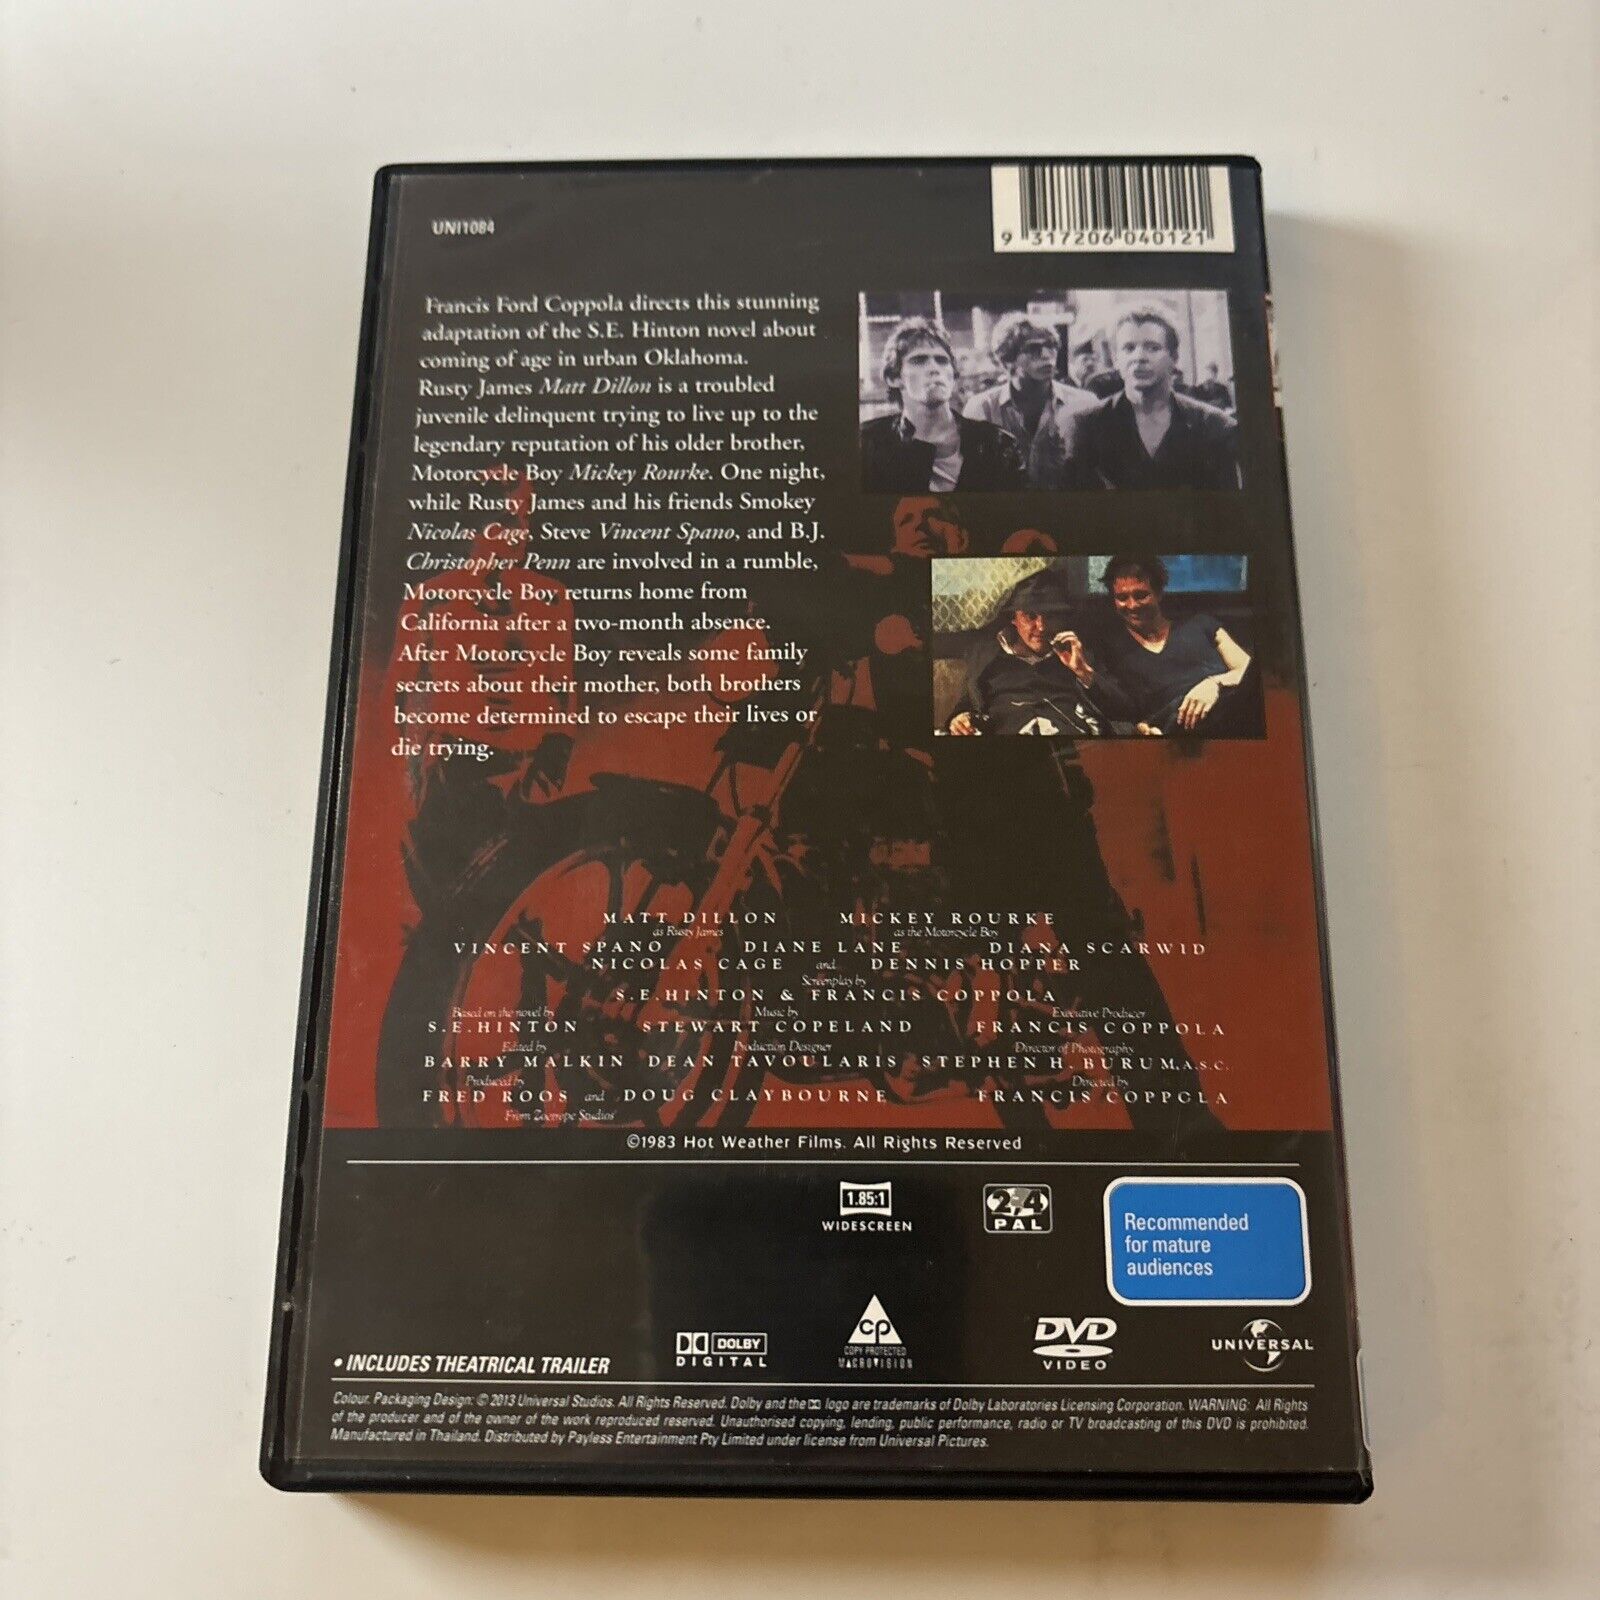 UNI1084
9 317206 040121
Francis Ford Coppola directs this stunning
adaptation of the S.E. Hinton novel about
coming of age in urban Oklahoma.
Rusty James Matt Dillon is a troubled
juvenile delinquent trying to live up to the
legendary reputation of his older brother,
Motorcycle Boy Mickey Rourke. One night,
while Rusty James and his friends Smokey
Nicolas Cage, Steve Vincent Spano, and B.J.
Christopher Penn are involved in a rumble,
Motorcycle Boy returns home from
California after a two-month absence.
After Motorcycle Boy reveals some family
secrets about their mother, both brothers
become determined to escape their lives or
die trying.
MATT DILLON MICKEY ROURKE
as Rusty James as the Motorcycle Boy
VINCENT SPANO DIANE LANE DIANA SCARWID
NICOLAS CAGE and DENNIS HOPPER
Screenplay by
S.E.HINTON & FRANCIS COPPOLA
Based on the novel by Music by Executive Producer
S.E.HINTON STEWART COPELAND FRANCIS COPPOLA
Edited by Production Designer Director of Photography
BARRY MALKIN DEAN TAVOULARIS STEPHEN H. BURUM, A.S.C.
Produced by Directed by
FRED ROOS and DOUG CLAYBOURNE FRANCIS COPPOLA
From Zoetrope Studios
©1983 Hot Weather Films. All Rights Reserved
1.85:1
WIDESCREEN
2,4
PAL
Recommended
for mature
audiences
• INCLUDES THEATRICAL TRAILER
DOLBY
DIGITAL
cp
COPY PROTECTED
MACROVISION
DVD
VIDEO
UNIVERSAL
Colour. Packaging Design: © 2013 Universal Studios. All Rights Reserved. Dolby and the logo are trademarks of Dolby Laboratories Licensing Corporation. WARNING: All Rights
of the producer and of the owner of the work reproduced reserved. Unauthorised copying, lending, public performance, radio or TV broadcasting of this DVD is prohibited.
Manufactured in Thailand. Distributed by Payless Entertainment Pty Limited under license from Universal Pictures.